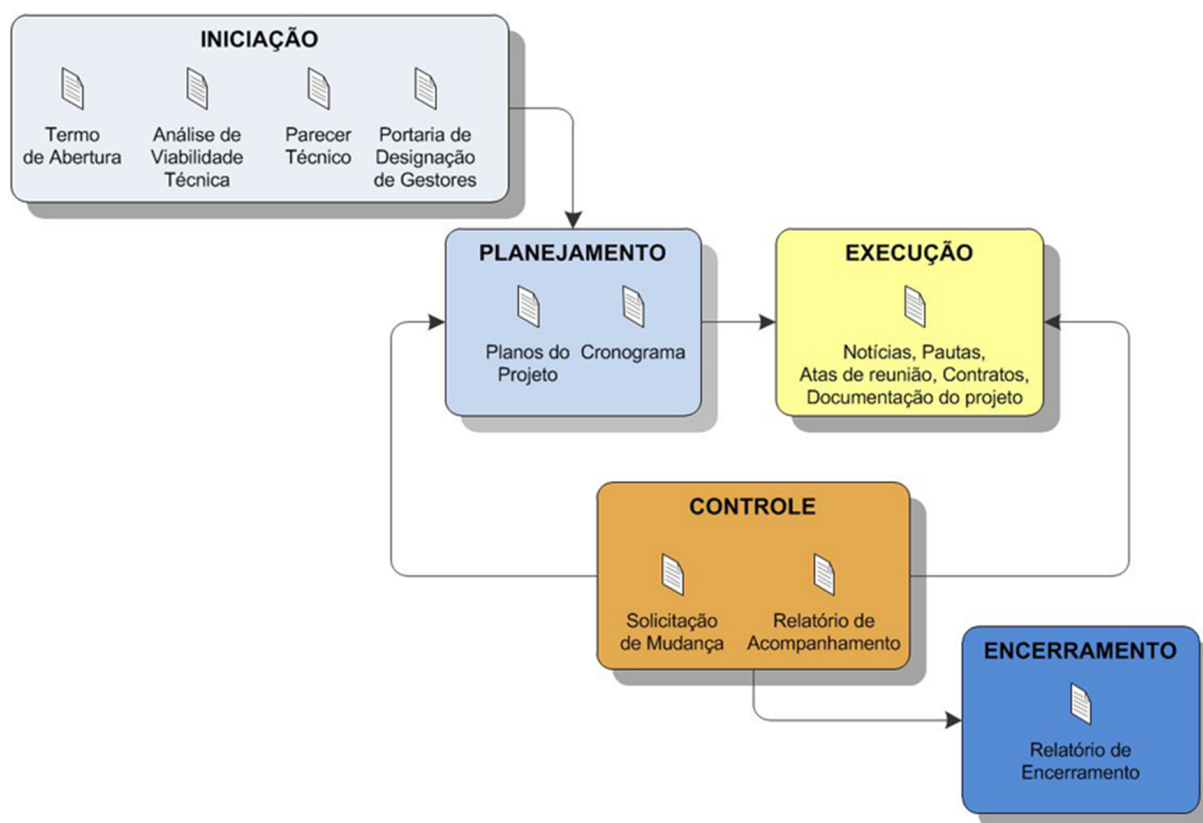 INICIAÇÃO
Termo
de Abertura
Análise de
Viabilidade
Técnica
Parecer
Técnico
Portaria de
Designação
de Gestores
PLANEJAMENTO
Planos do
Projeto
Cronograma
EXECUÇÃO
Notícias, Pautas,
Atas de reunião, Contratos,
Documentação do projeto
CONTROLE
Solicitação
de Mudança
Relatório de
Acompanhamento
ENCERRAMENTO
Relatório de
Encerramento